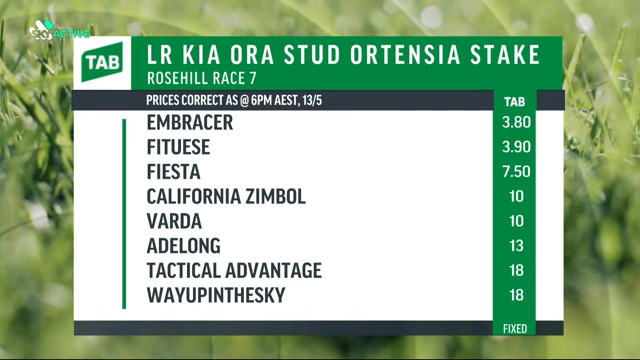 ACTIVE
TAB
LR KIA ORA STUD ORTENSIA STAKE
ROSEHILL RACE 7
PRICES CORRECT AS @ 6PM AEST, 13/5 TAB
EMBRACER 3.80
FITUESE 3.90
FIESTA 7.50
CALIFORNIA ZIMBOL 10
VARDA 10
ADELONG 13
TACTICAL ADVANTAGE 18
WAYUPINTHESKY 18
FIXED